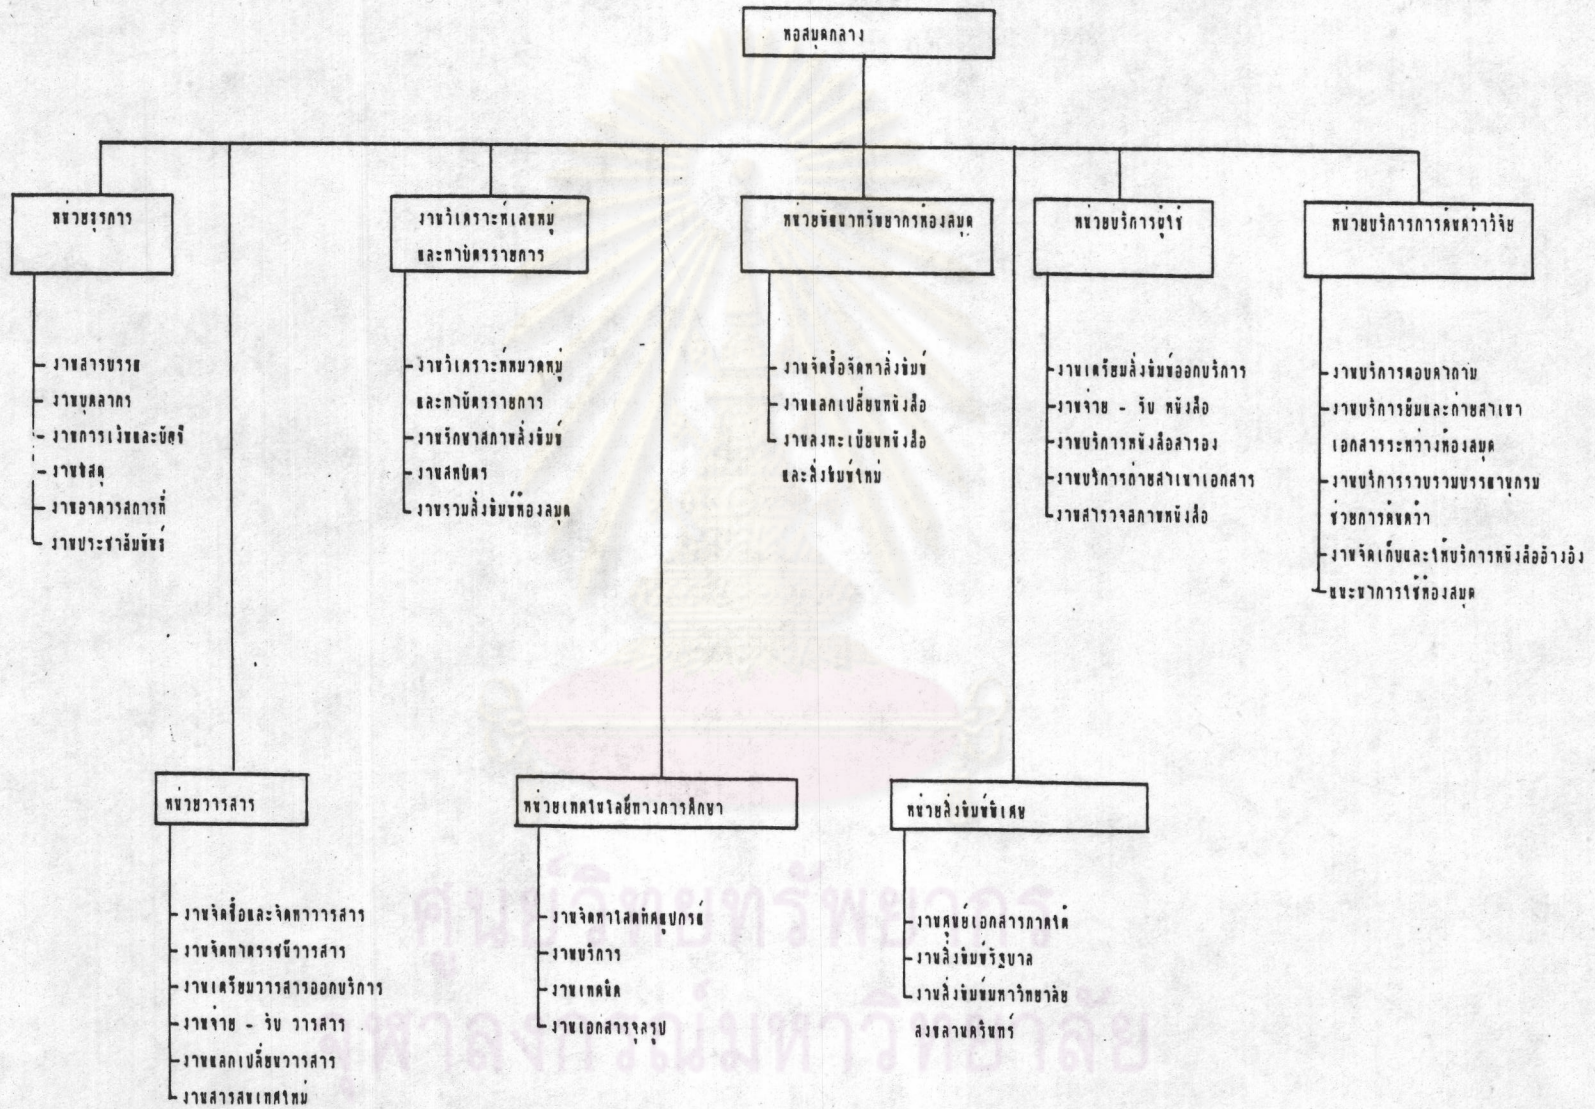 หอสมุดกลาง
หน่วยธุรการ
- งานสารบรรณ
- งานบุคลากร
- งานการเงินและบัญชี
- งานพัสดุ
- งานอาคารสถานที่
- งานประชาสัมพันธ์
งานวิเคราะห์เลขหมู่
และทำบัตรรายการ
- งานวิเคราะห์หมวดหมู่
และทำบัตรรายการ
- งานรักษาสภาพสิ่งพิมพ์
- งานสหบัตร
- งานรวมสิ่งพิมพ์ห้องสมุด
หน่วยพัฒนาทรัพยากรห้องสมุด
- งานจัดซื้อจัดหาสิ่งพิมพ์
- งานแลกเปลี่ยนหนังสือ
- งานลงทะเบียนหนังสือ
และสิ่งพิมพ์ใหม่
หน่วยบริการผู้ใช้
- งานเตรียมสิ่งพิมพ์ออกบริการ
- งานจ่าย - รับ หนังสือ
- งานบริการหนังสือสำรอง
- งานบริการถ่ายสำเนาเอกสาร
- งานสำรวจสภาพหนังสือ
หน่วยบริการการค้นคว้าวิจัย
- งานบริการตอบคำถาม
- งานบริการยืมและถ่ายสำเนา
เอกสารระหว่างห้องสมุด
- งานบริการรวบรวมบรรณานุกรม
ช่วยการค้นคว้า
- งานจัดเก็บและให้บริการหนังสืออ้างอิง
- แนะนำการใช้ห้องสมุด
หน่วยวารสาร
- งานจัดซื้อและจัดหาวารสาร
- งานจัดทำดรรชนีวารสาร
- งานเตรียมวารสารออกบริการ
- งานจ่าย - รับ วารสาร
- งานแลกเปลี่ยนวารสาร
- งานสารสนเทศใหม่
หน่วยเทคโนโลยีทางการศึกษา
- งานจัดหาโสตทัศนูปกรณ์
- งานบริการ
- งานเทคนิค
- งานเอกสารจุลรูป
หน่วยสิ่งพิมพ์พิเศษ
- งานศูนย์เอกสารภาคใต้
- งานสิ่งพิมพ์รัฐบาล
- งานสิ่งพิมพ์มหาวิทยาลัย
สงขลานครินทร์
ศูนย์วิทยทรัพยากร
จุฬาลงกรณ์มหาวิทยาลัย